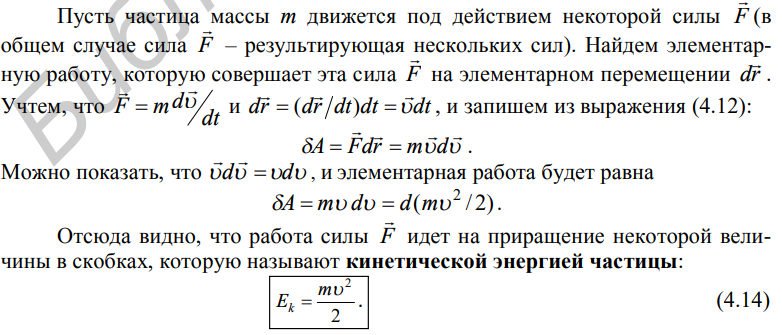 Пусть частица массы m движется под действием некоторой силы F⃗ (в
общем случае сила F⃗ – результирующая нескольких сил). Найдем элементар-
ную работу, которую совершает эта сила F⃗ на элементарном перемещении dr⃗ .
Учтем, что F⃗ = m dυ⃗/dt и dr⃗ = (dr⃗/dt)dt = υ⃗dt , и запишем из выражения (4.12):
δA = F⃗dr⃗ = mυ⃗dυ⃗ .
Можно показать, что υ⃗dυ⃗ = υdυ , и элементарная работа будет равна
δA = mυ dυ = d(mυ² / 2) .
Отсюда видно, что работа силы F⃗ идет на приращение некоторой вели-
чины в скобках, которую называют кинетической энергией частицы:
Eₖ = mυ²/2 . (4.14)
Библ